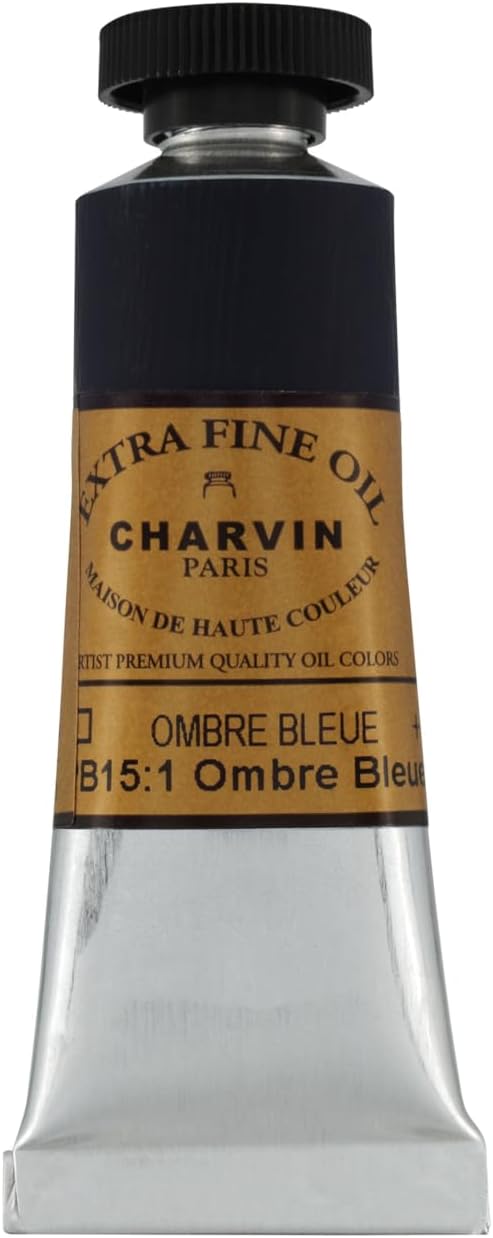 EXTRA FINE OIL
CHARVIN
PARIS
MAISON DE HAUTE COULEUR
RTIST PREMIUM QUALITY OIL COLORS
OMBRE BLEUE +
B15:1 Ombre Bleue